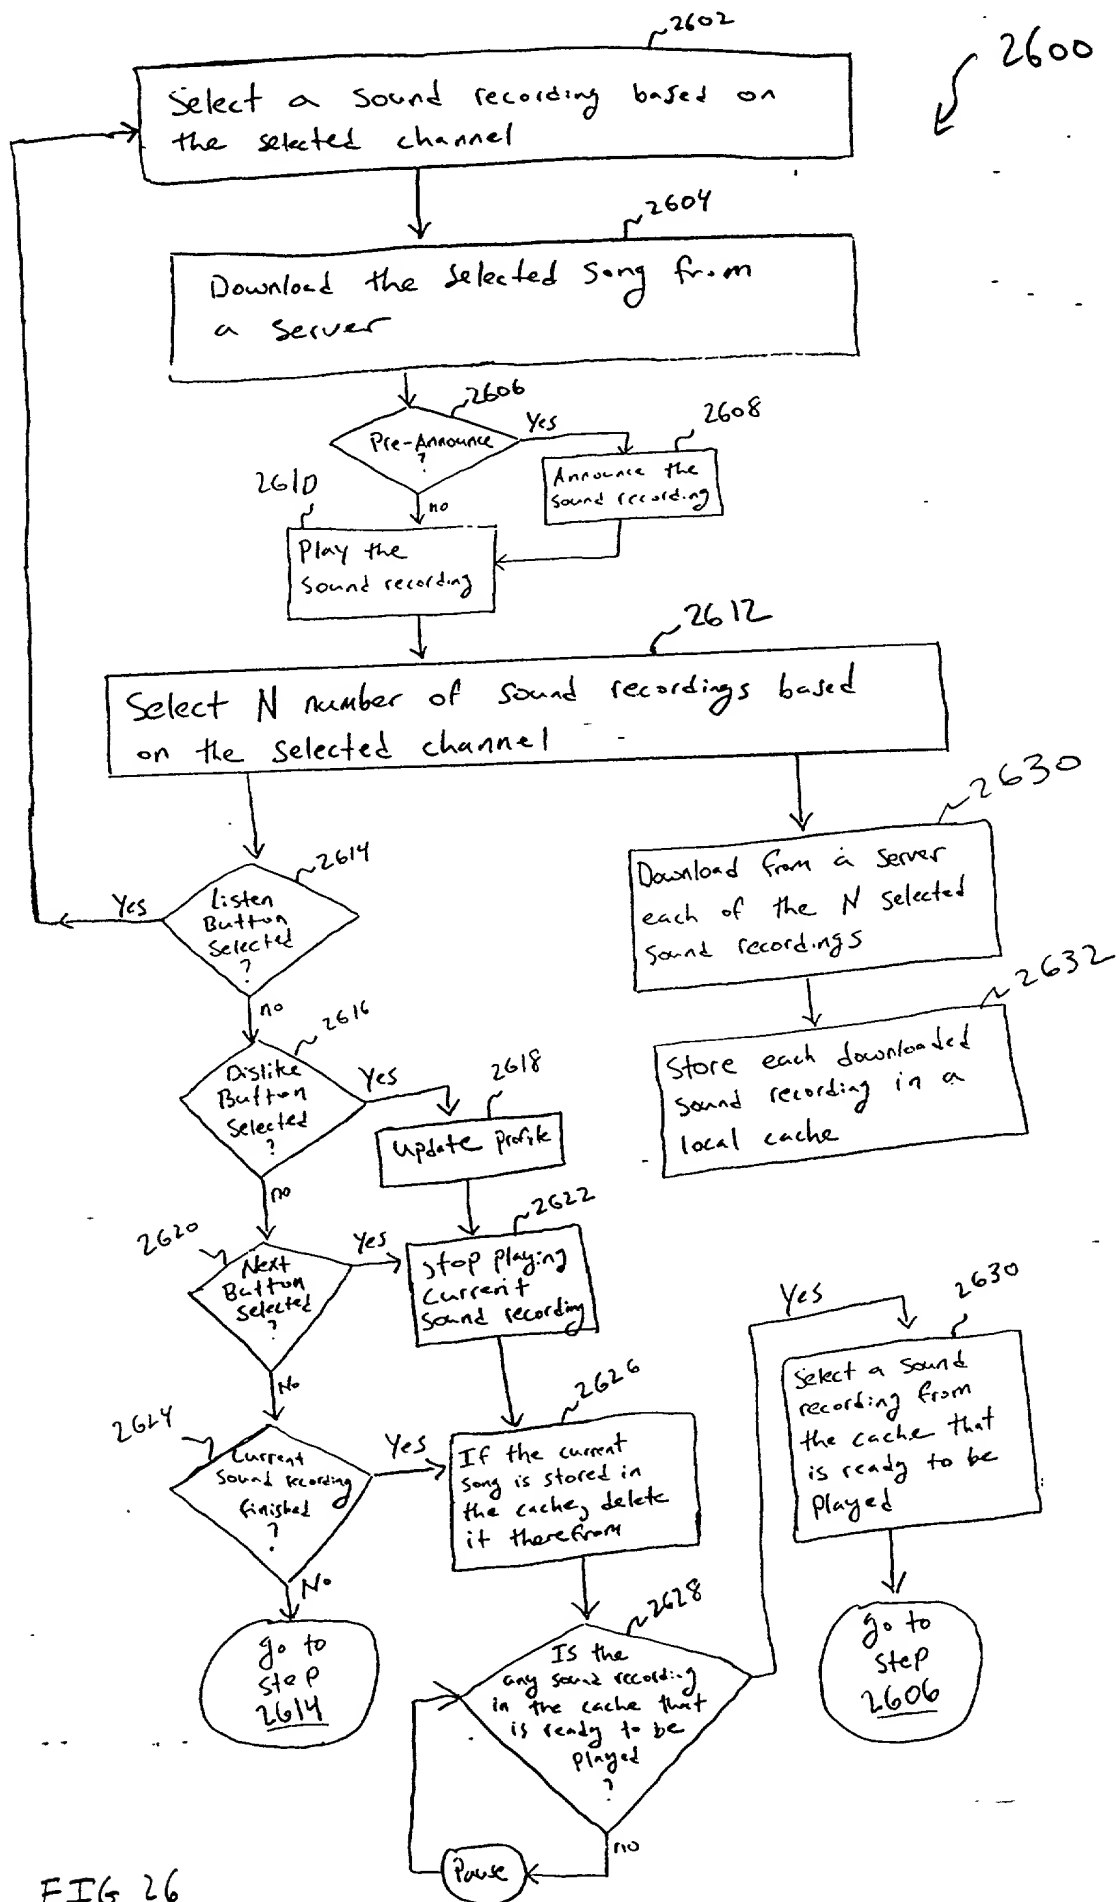 2602
2600
Select a sound recording based on
the selected channel
2604
Download the selected song from
a server
2606
Pre-Announce
?
Yes
2608
Announce the
sound recording
no
2610
Play the
sound recording
2612
Select N number of sound recordings based
on the selected channel
2614
Listen
Button
Selected
?
Yes
no
2630
Download from a server
each of the N selected
sound recordings
2632
Store each downloaded
sound recording in a
local cache
2616
Dislike
Button
Selected
?
Yes
no
2618
Update profile
2620
Next
Button
Selected
?
Yes
No
2622
Stop playing
current
sound recording
2624
Current
sound recording
finished
?
Yes
No
go to
step
2614
2626
If the current
song is stored in
the cache, delete
it therefrom
2628
Is the
any sound recording
in the cache that
is ready to be
played
?
Yes
no
Pause
2630
Select a sound
recording from
the cache that
is ready to be
played
go to
step
2606
FIG 26